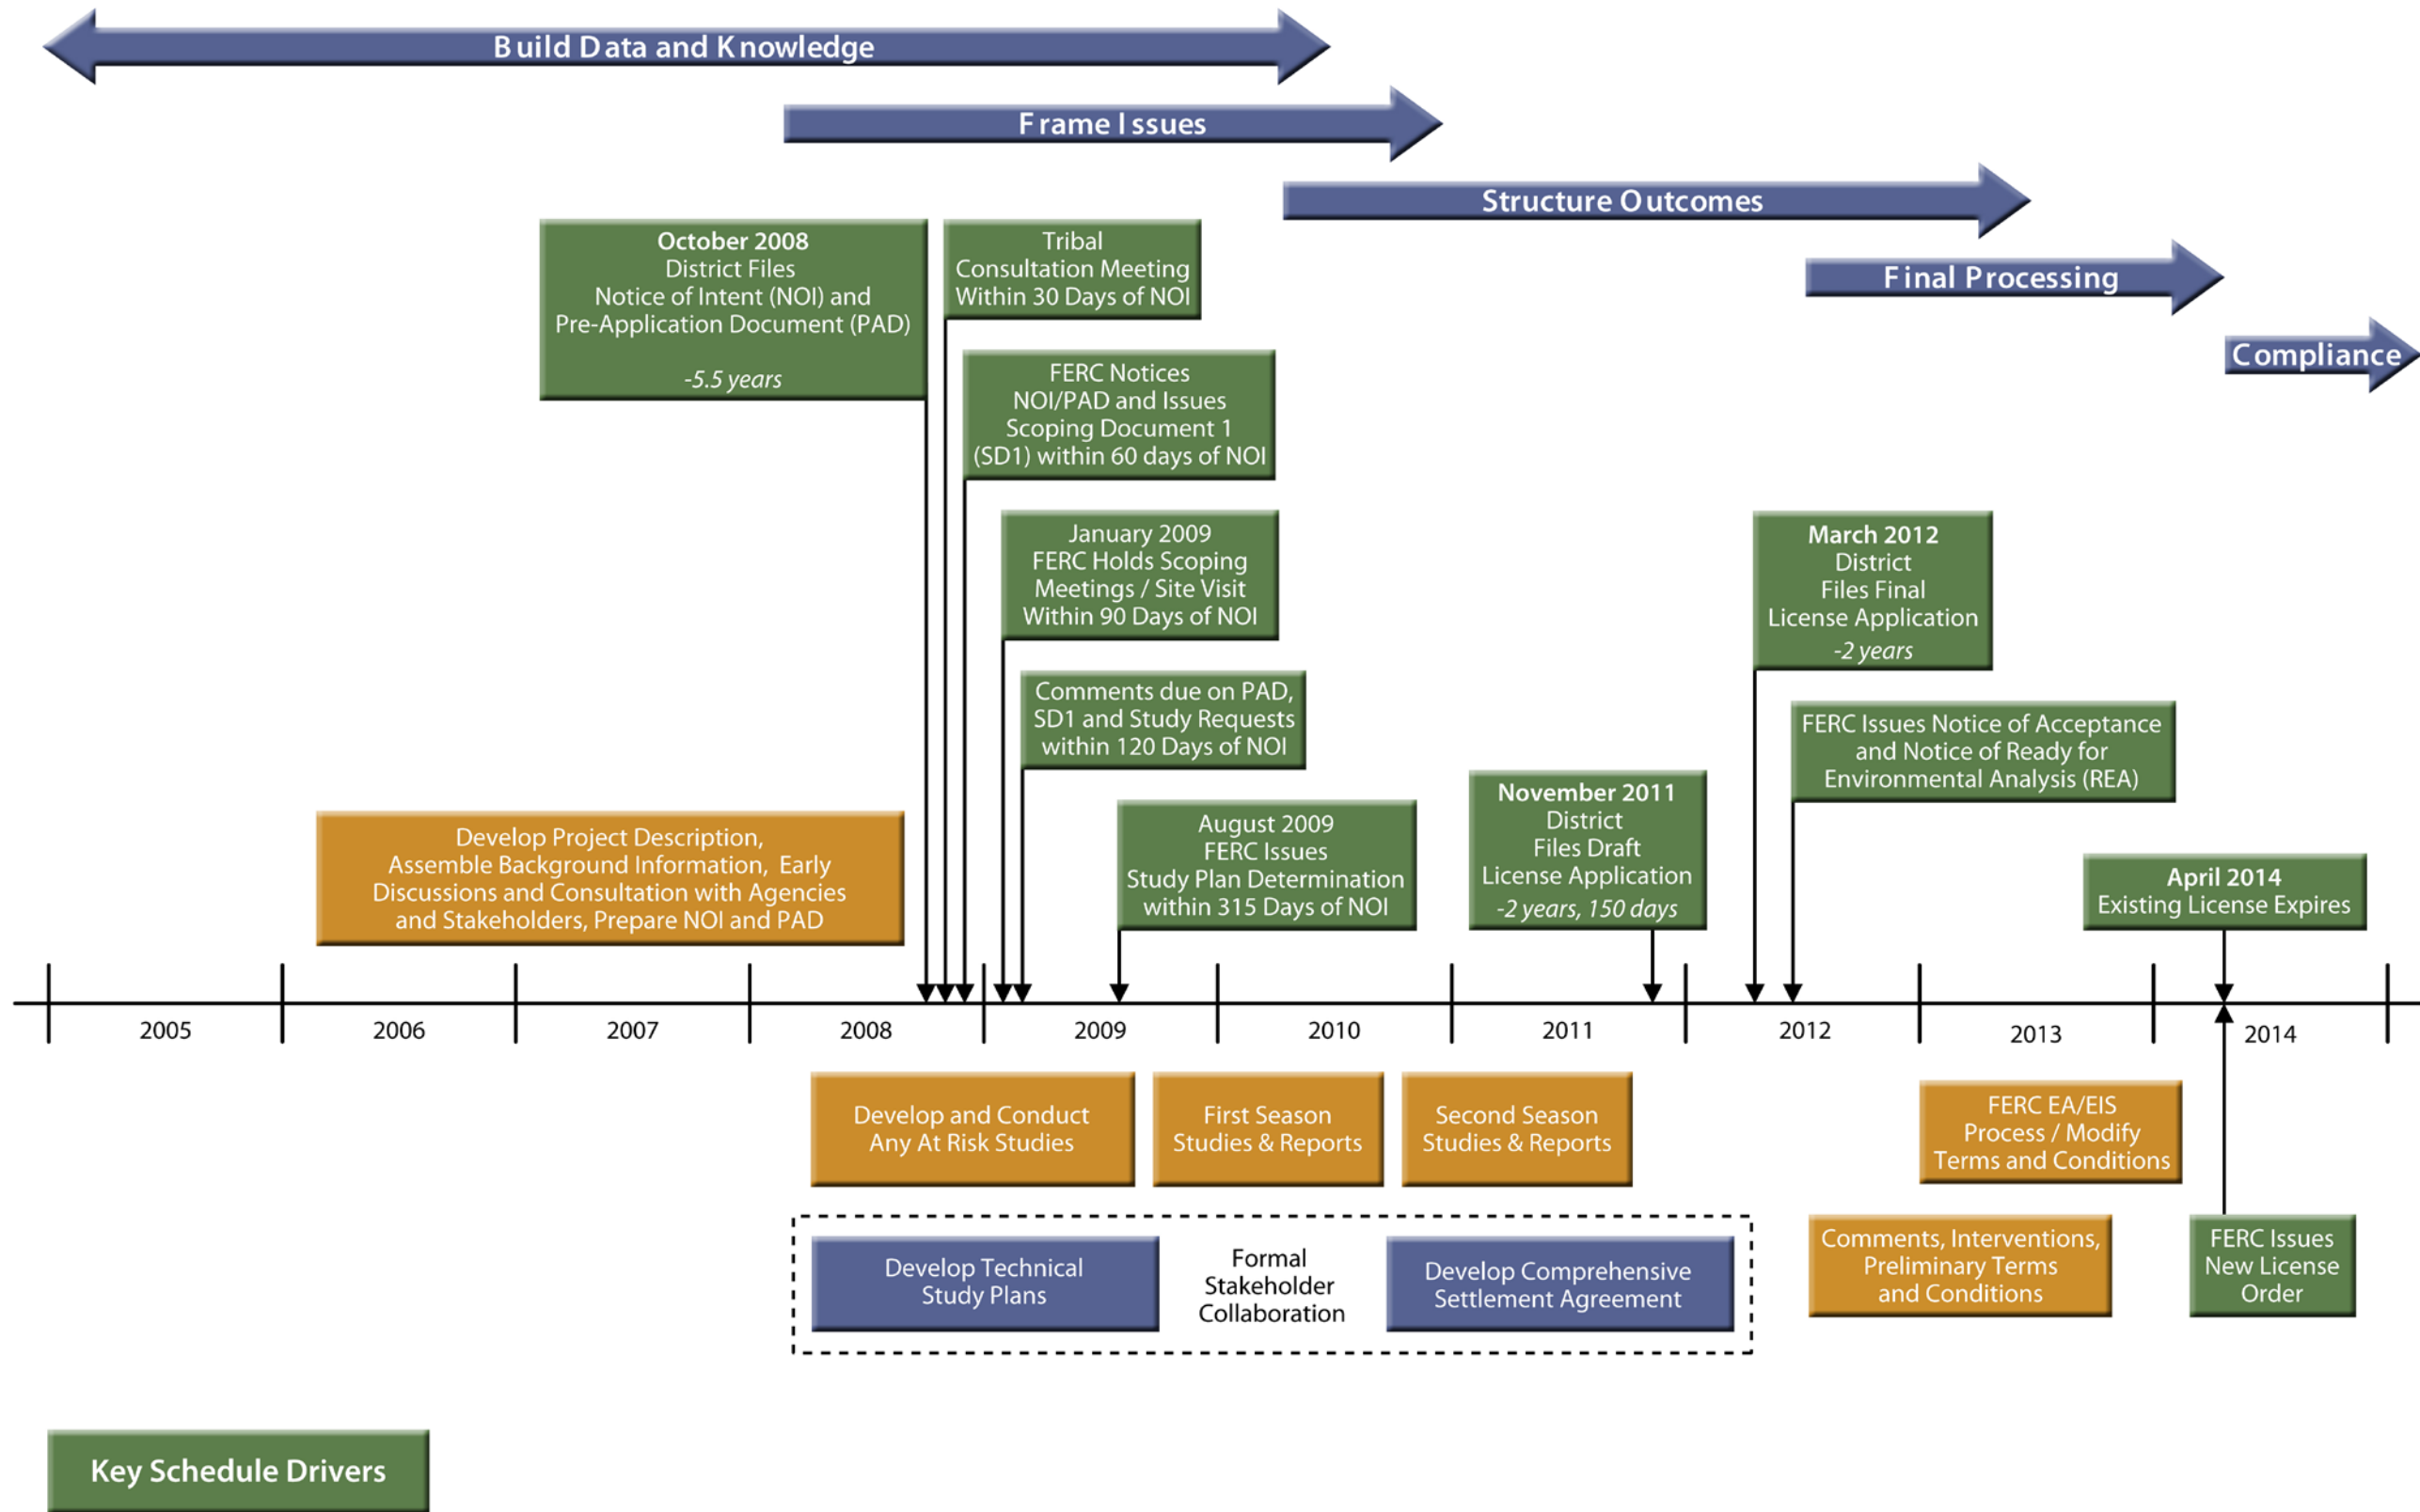 Build Data and Knowledge
Frame Issues
Structure Outcomes
Final Processing
Compliance
October 2008
District Files
Notice of Intent (NOI) and
Pre-Application Document (PAD)
-5.5 years
Tribal
Consultation Meeting
Within 30 Days of NOI
FERC Notices
NOI/PAD and Issues
Scoping Document 1
(SD1) within 60 days of NOI
January 2009
FERC Holds Scoping
Meetings / Site Visit
Within 90 Days of NOI
Comments due on PAD,
SD1 and Study Requests
within 120 Days of NOI
August 2009
FERC Issues
Study Plan Determination
within 315 Days of NOI
November 2011
District
Files Draft
License Application
-2 years, 150 days
March 2012
District
Files Final
License Application
-2 years
FERC Issues Notice of Acceptance
and Notice of Ready for
Environmental Analysis (REA)
April 2014
Existing License Expires
Develop Project Description,
Assemble Background Information, Early
Discussions and Consultation with Agencies
and Stakeholders, Prepare NOI and PAD
2005
2006
2007
2008
2009
2010
2011
2012
2013
2014
Develop and Conduct
Any At Risk Studies
First Season
Studies & Reports
Second Season
Studies & Reports
FERC EA/EIS
Process / Modify
Terms and Conditions
Develop Technical
Study Plans
Formal
Stakeholder
Collaboration
Develop Comprehensive
Settlement Agreement
Comments, Interventions,
Preliminary Terms
and Conditions
FERC Issues
New License
Order
Key Schedule Drivers